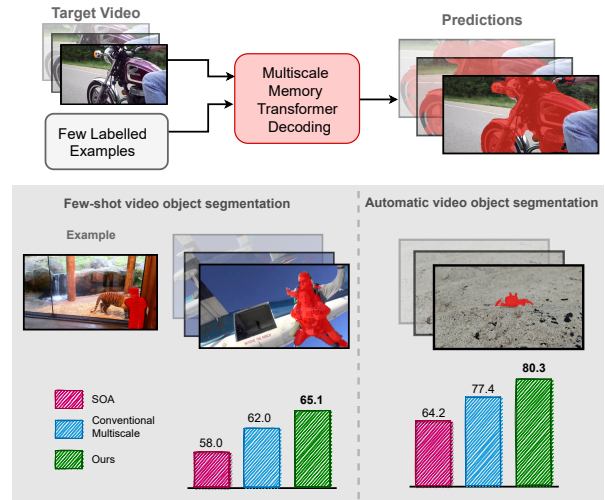 Target Video
Predictions
Multiscale
Memory
Transformer
Decoding
Few Labelled
Examples
Few-shot video object segmentation
Automatic video object segmentation
Example
SOA
Conventional
Multiscale
Ours
58.0
62.0
65.1
64.2
77.4
80.3